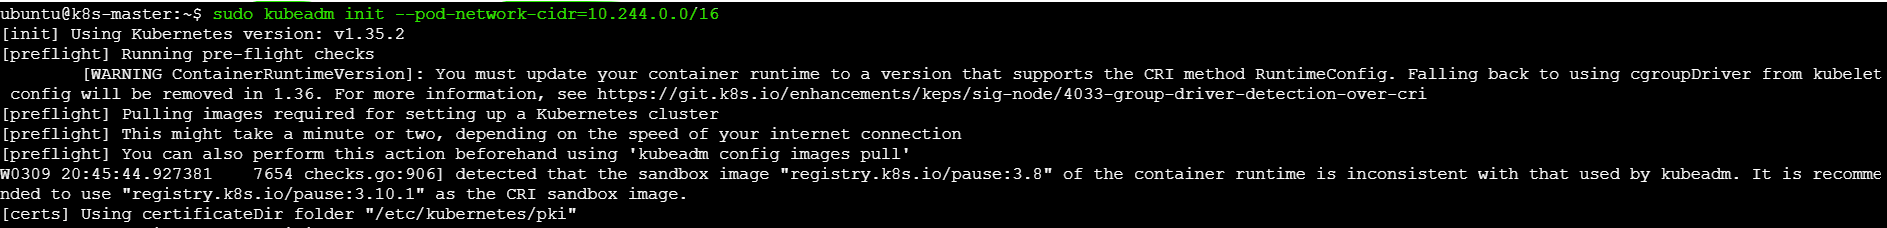 ubuntu@k8s-master:~$ sudo kubeadm init --pod-network-cidr=10.244.0.0/16
[init] Using Kubernetes version: v1.35.2
[preflight] Running pre-flight checks
        [WARNING ContainerRuntimeVersion]: You must update your container runtime to a version that supports the CRI method RuntimeConfig. Falling back to using cgroupDriver from kubelet
 config will be removed in 1.36. For more information, see https://git.k8s.io/enhancements/keps/sig-node/4033-group-driver-detection-over-cri
[preflight] Pulling images required for setting up a Kubernetes cluster
[preflight] This might take a minute or two, depending on the speed of your internet connection
[preflight] You can also perform this action beforehand using 'kubeadm config images pull'
W0309 20:45:44.927381    7654 checks.go:906] detected that the sandbox image "registry.k8s.io/pause:3.8" of the container runtime is inconsistent with that used by kubeadm. It is recomme
nded to use "registry.k8s.io/pause:3.10.1" as the CRI sandbox image.
[certs] Using certificateDir folder "/etc/kubernetes/pki"